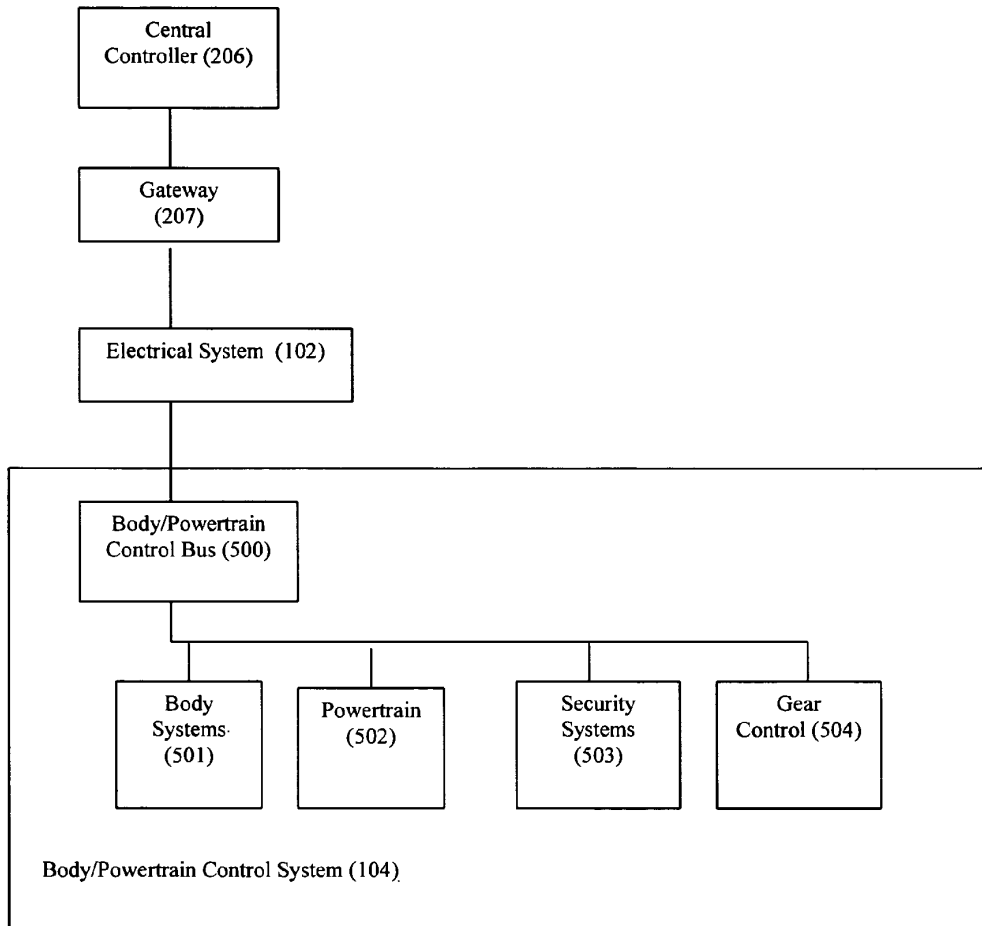 Central
Controller (206)
Gateway
(207)
Electrical System (102)
Body/Powertrain
Control Bus (500)
Body
Systems
(501)
Powertrain
(502)
Security
Systems
(503)
Gear
Control (504)
Body/Powertrain Control System (104)